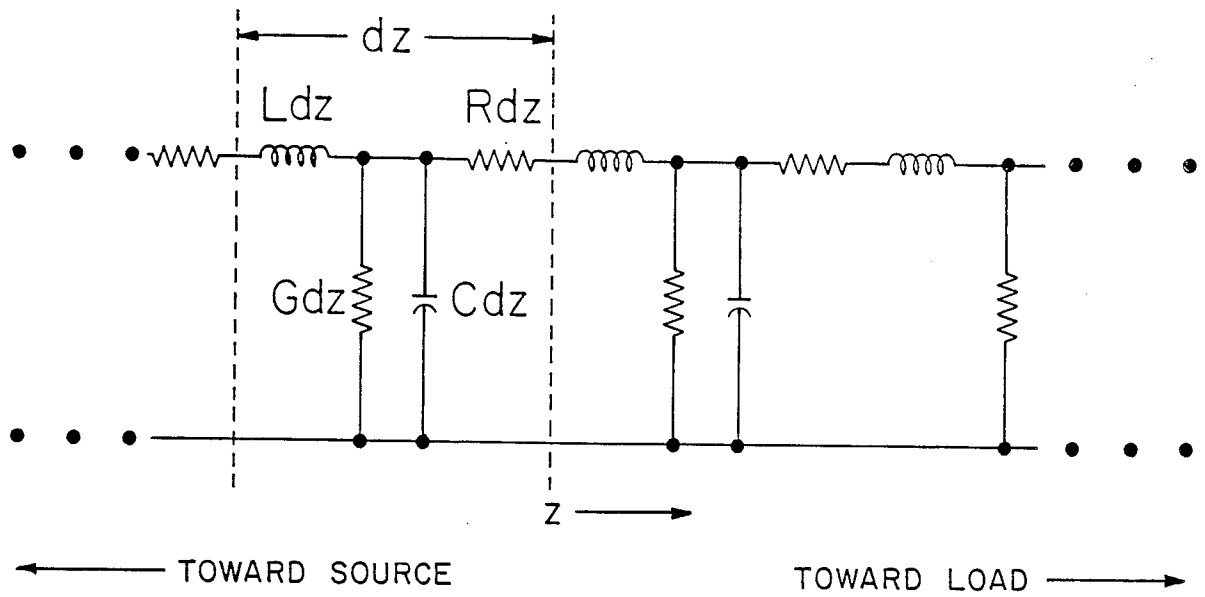 dz
Ldz
Rdz
Gdz
Cdz
z
TOWARD SOURCE
TOWARD LOAD